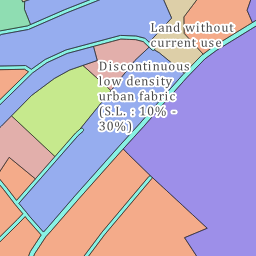 Land without
current use
Discontinuous
low density
urban fabric
(S.L. : 10% -
30%)